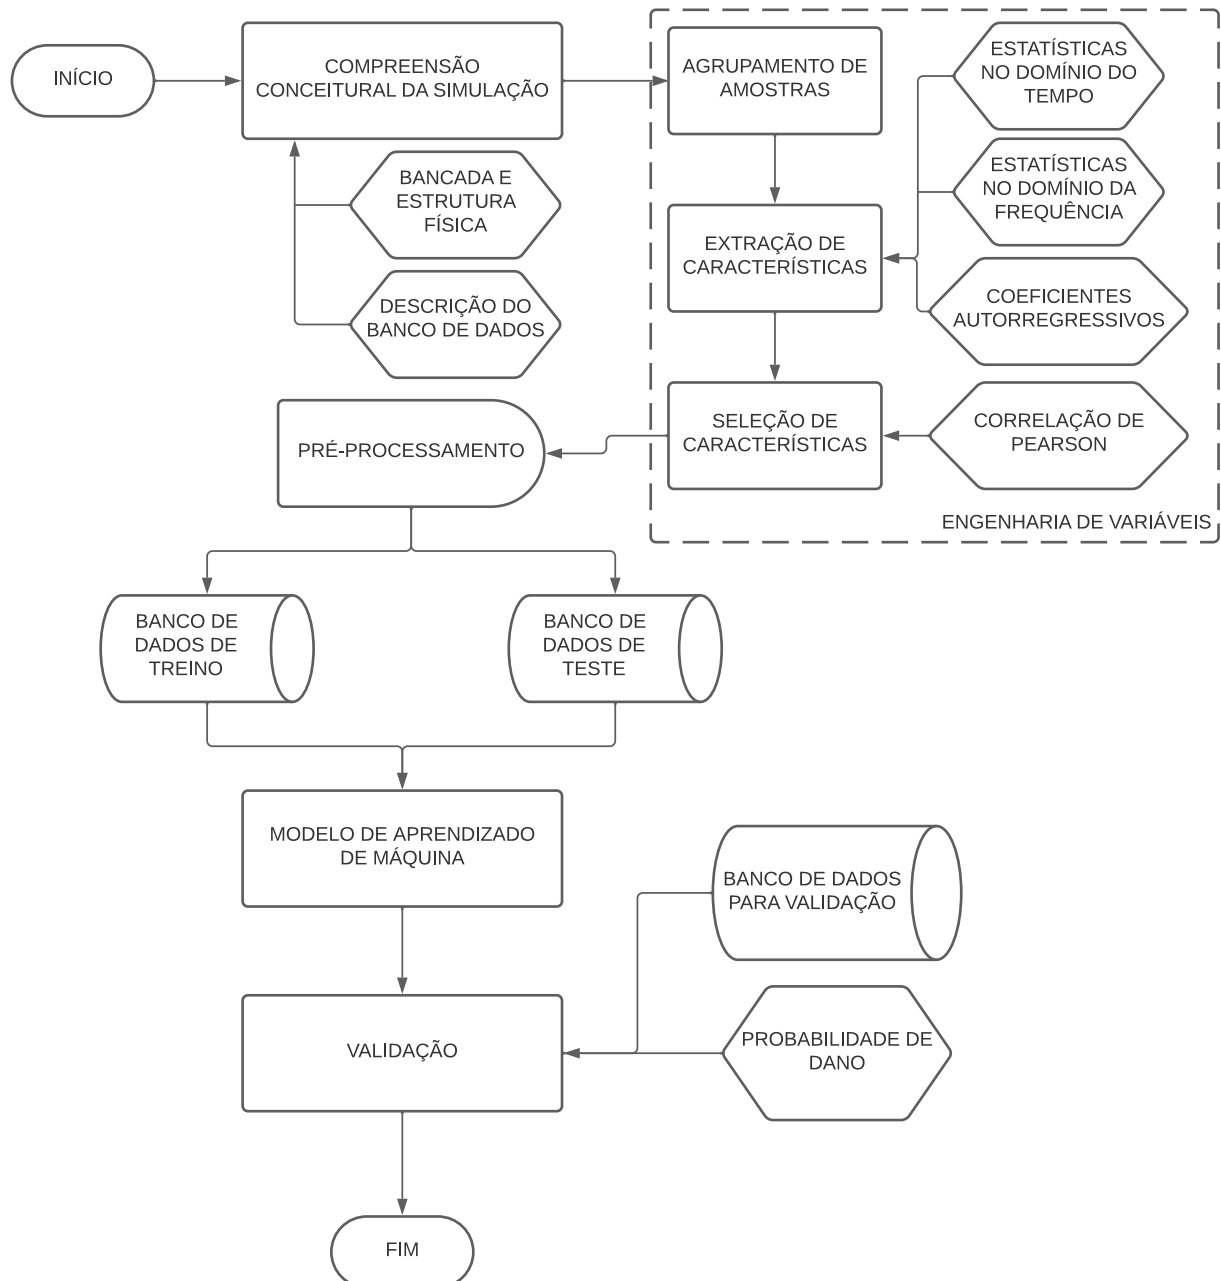 INÍCIO
COMPREENSÃO
CONCEITURAL DA SIMULAÇÃO
BANCADA E
ESTRUTURA
FÍSICA
DESCRIÇÃO DO
BANCO DE DADOS
AGRUPAMENTO DE
AMOSTRAS
ESTATÍSTICAS
NO DOMÍNIO DO
TEMPO
ESTATÍSTICAS
NO DOMÍNIO DA
FREQUÊNCIA
EXTRAÇÃO DE
CARACTERÍSTICAS
COEFICIENTES
AUTORREGRESSIVOS
SELEÇÃO DE
CARACTERÍSTICAS
CORRELAÇÃO DE
PEARSON
ENGENHARIA DE VARIÁVEIS
PRÉ-PROCESSAMENTO
BANCO DE
DADOS DE
TREINO
BANCO DE
DADOS DE
TESTE
MODELO DE APRENDIZADO
DE MÁQUINA
BANCO DE DADOS
PARA VALIDAÇÃO
VALIDAÇÃO
PROBABILIDADE DE
DANO
FIM